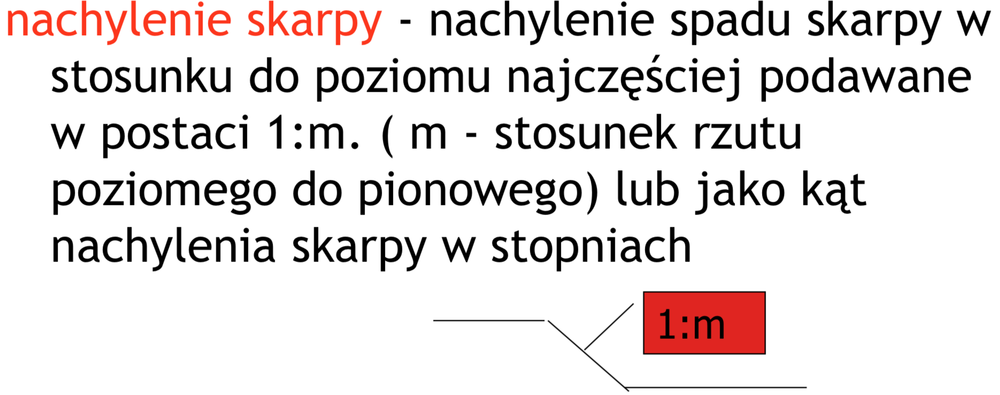 nachylenie skarpy - nachylenie spadu skarpy w
stosunku do poziomu najczęściej podawane
w postaci 1:m. ( m - stosunek rzutu
poziomego do pionowego) lub jako kąt
nachylenia skarpy w stopniach
1:m